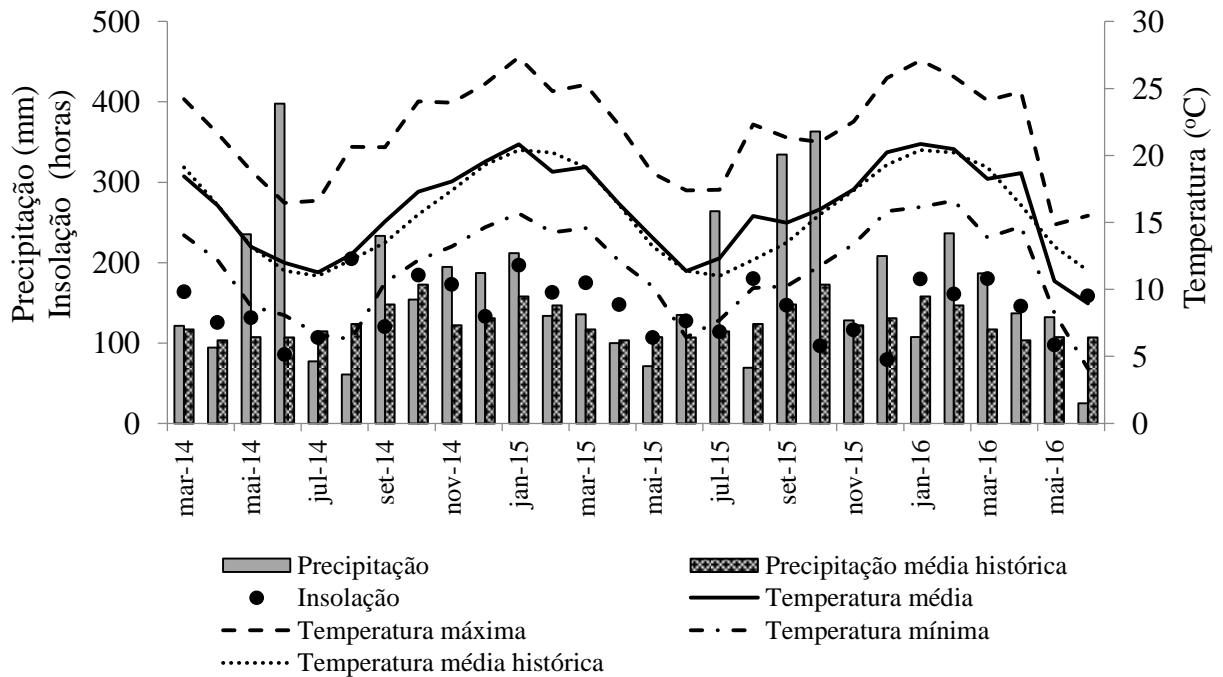 500
400
300
200
100
0
Precipitação (mm)
Insolação (horas)
30
25
20
15
10
5
0
Temperatura (ºC)
mar-14
mai-14
jul-14
set-14
nov-14
jan-15
mar-15
mai-15
jul-15
set-15
nov-15
jan-16
mar-16
mai-16
Precipitação
Precipitação média histórica
Insolação
Temperatura média
Temperatura máxima
Temperatura mínima
Temperatura média histórica